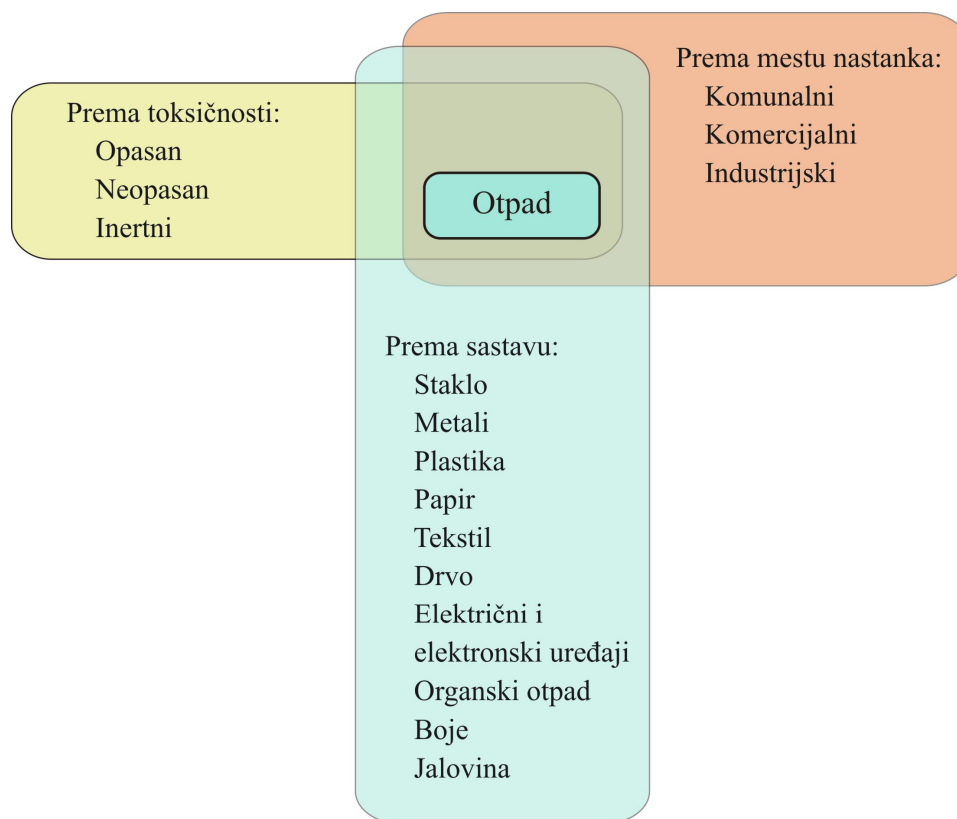 Prema mestu nastanka:
Komunalni
Komercijalni
Industrijski
Prema toksičnosti:
Opasan
Neopasan
Inertni
Otpad
Prema sastavu:
Staklo
Metali
Plastika
Papir
Tekstil
Drvo
Električni i
elektronski uređaji
Organski otpad
Boje
Jalovina